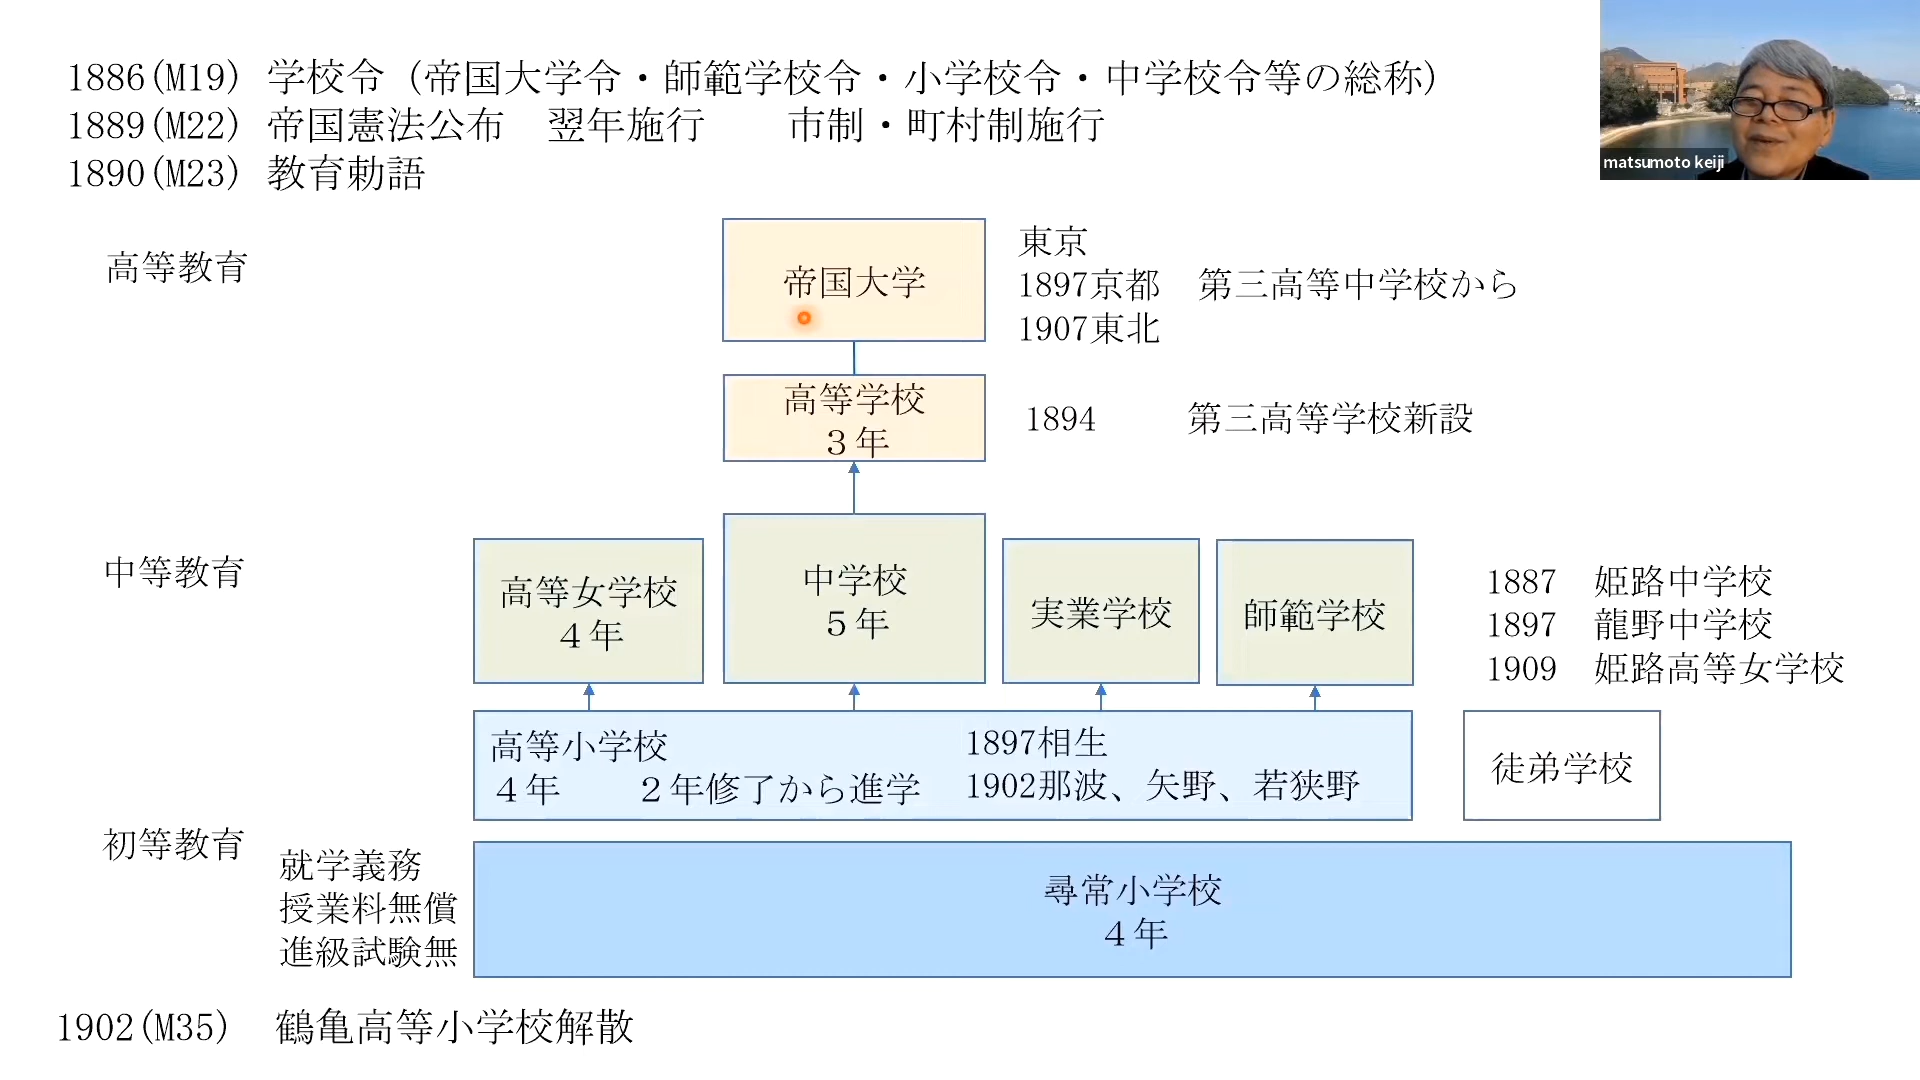 1886(M19) 学校令（帝国大学令・師範学校令・小学校令・中学校令等の総称）
1889(M22) 帝国憲法公布　翌年施行　　市制・町村制施行
1890(M23) 教育勅語
matsumoto keiji
高等教育
帝国大学
東京
1897京都　第三高等中学校から
1907東北
高等学校
３年
1894　　第三高等学校新設
中等教育
高等女学校
４年
中学校
５年
実業学校
師範学校
1887　姫路中学校
1897　龍野中学校
1909　姫路高等女学校
高等小学校
４年　　２年修了から進学
1897相生
1902那波、矢野、若狭野
徒弟学校
初等教育
就学義務
授業料無償
進級試験無
尋常小学校
４年
1902(M35)　鶴亀高等小学校解散